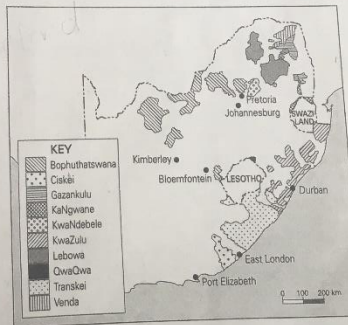 Pretoria
Johannesburg
SWAZI
LAND
Kimberley
Bloemfontein
LESOTHO
Durban
East London
Port Elizabeth
0 100 200 km
KEY
Bophuthatswana
Ciskei
Gazankulu
KaNgwane
KwaNdebele
KwaZulu
Lebowa
QwaQwa
Transkei
Venda